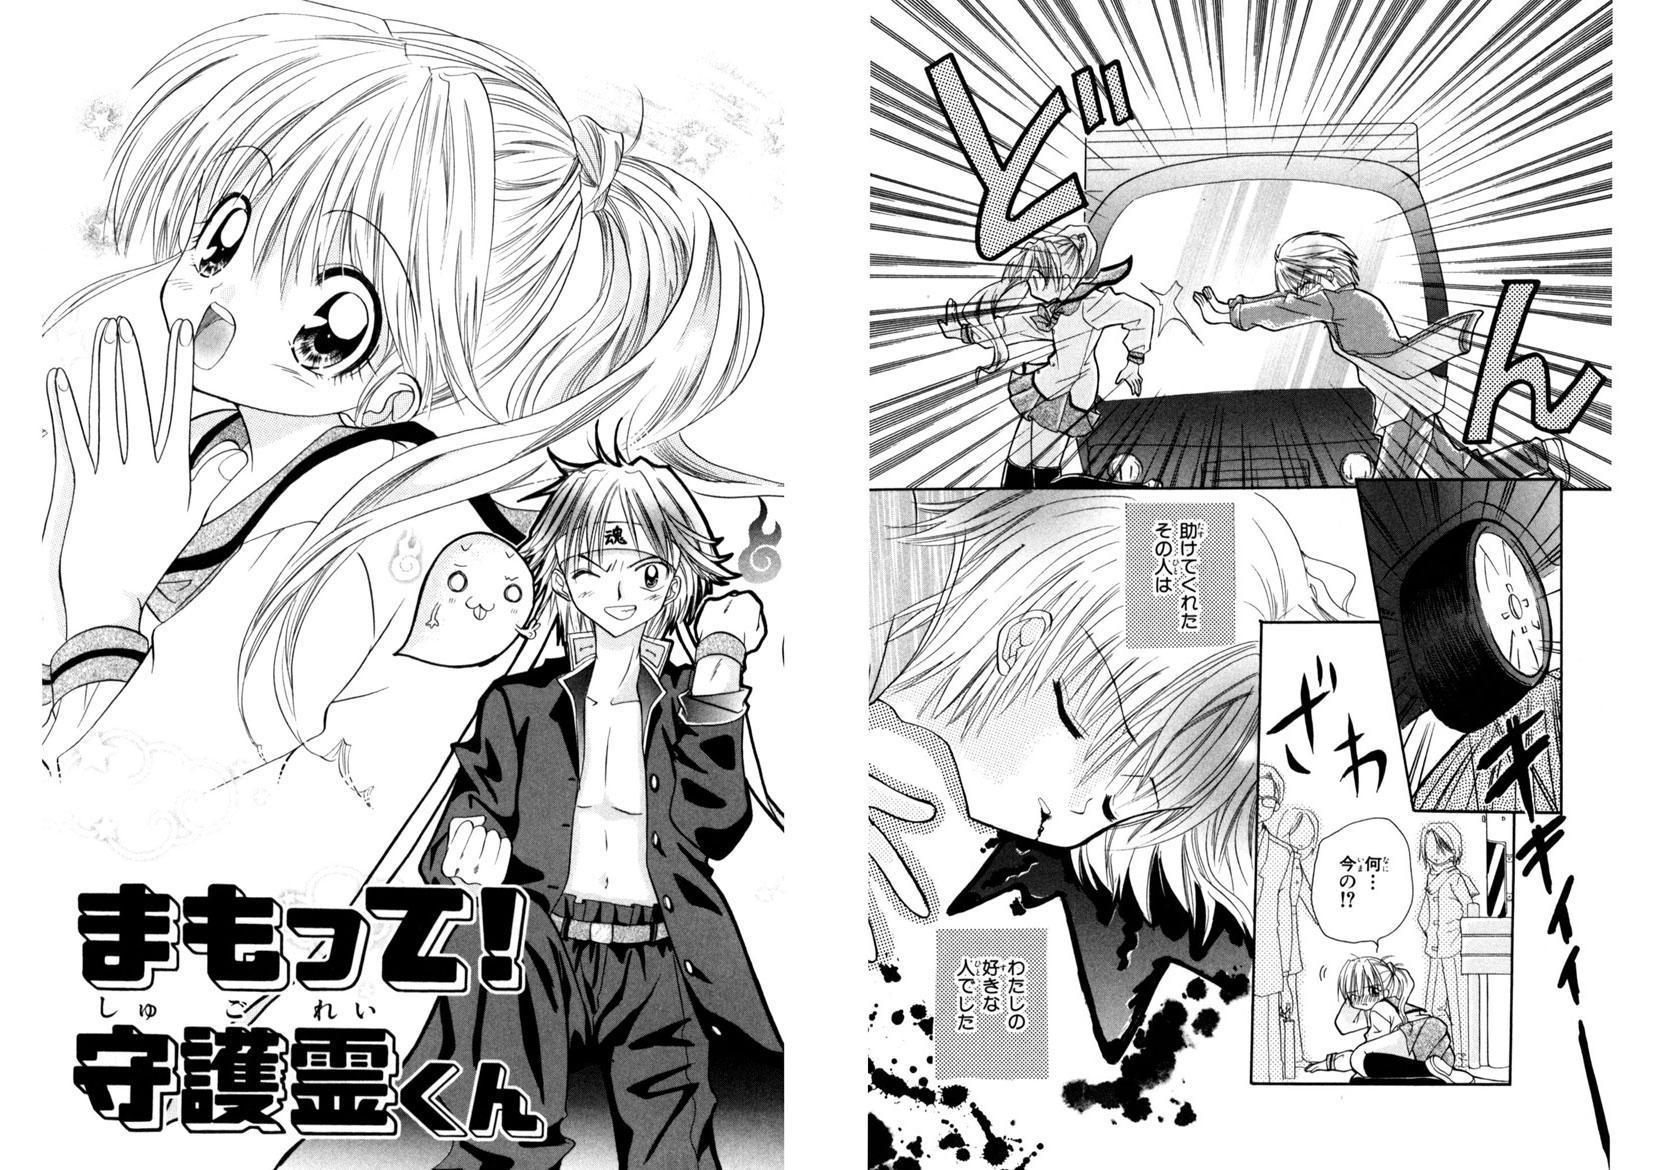 どん
キキィィィー
ざわ
何…
今の!?
助けてくれた
その人は
わたしの
好きな
人でした
魂
まもって!
しゅごれい
守護霊くん